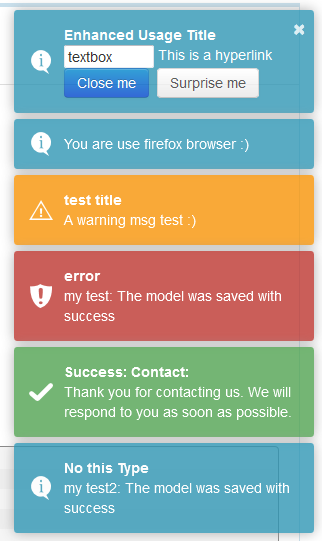 Enhanced Usage Title
textbox This is a hyperlink
Close me Surprise me
You are use firefox browser :)
test title
A warning msg test :)
error
my test: The model was saved with
success
Success: Contact:
Thank you for contacting us. We will
respond to you as soon as possible.
No this Type
my test2: The model was saved with
success